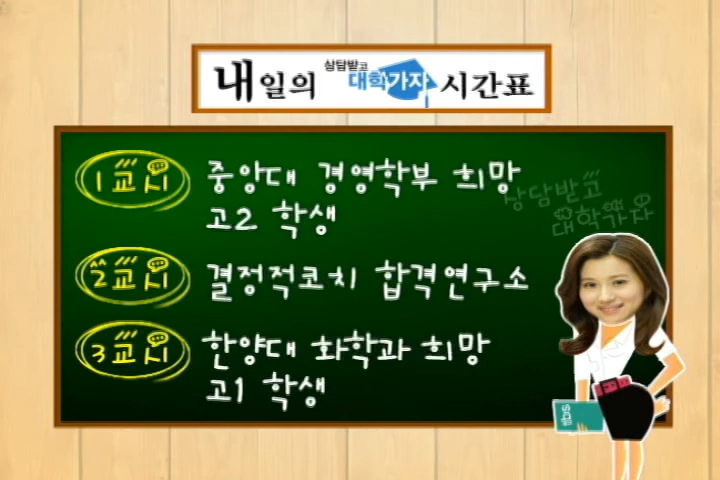 내일의 상담받고 대학가자 시간표
1교시 중앙대 경영학부 희망
고2 학생
2교시 결정적코치 합격연구소
3교시 한양대 화학과 희망
고1 학생
상담받고
대학가자
tbs